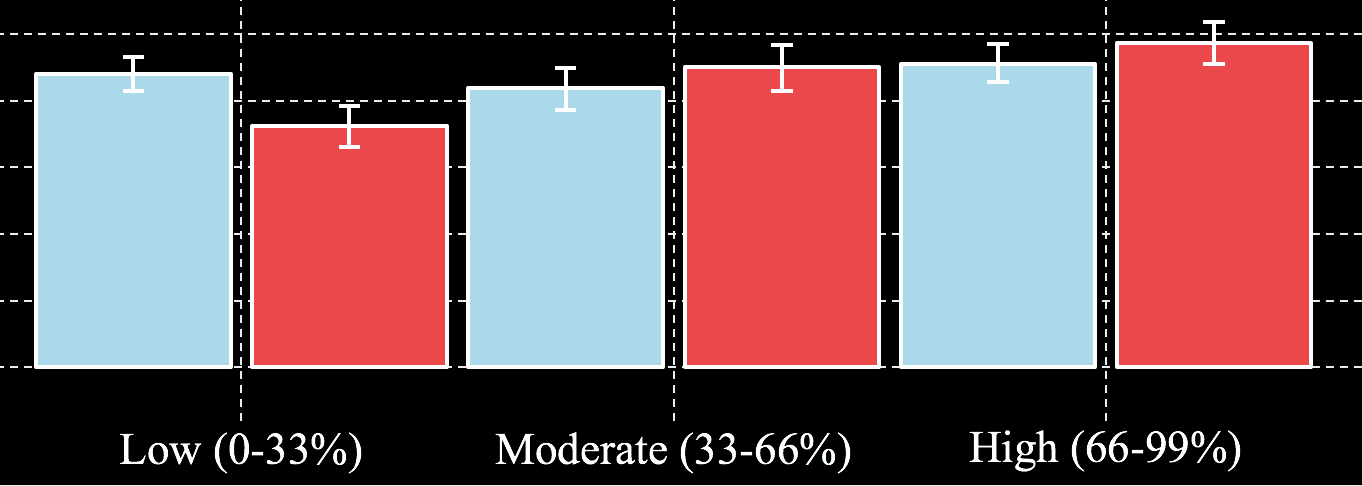 Low (0-33%)
Moderate (33-66%)
High (66-99%)